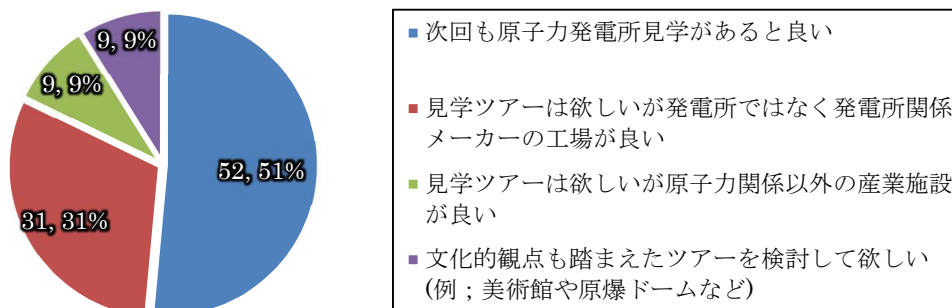 9, 9%
9, 9%
52, 51%
31, 31%
次回も原子力発電所見学があると良い
見学ツアーは欲しいが発電所ではなく発電所関係
メーカーの工場が良い
見学ツアーは欲しいが原子力関係以外の産業施設
が良い
文化的観点も踏まえたツアーを検討して欲しい
(例；美術館や原爆ドームなど)